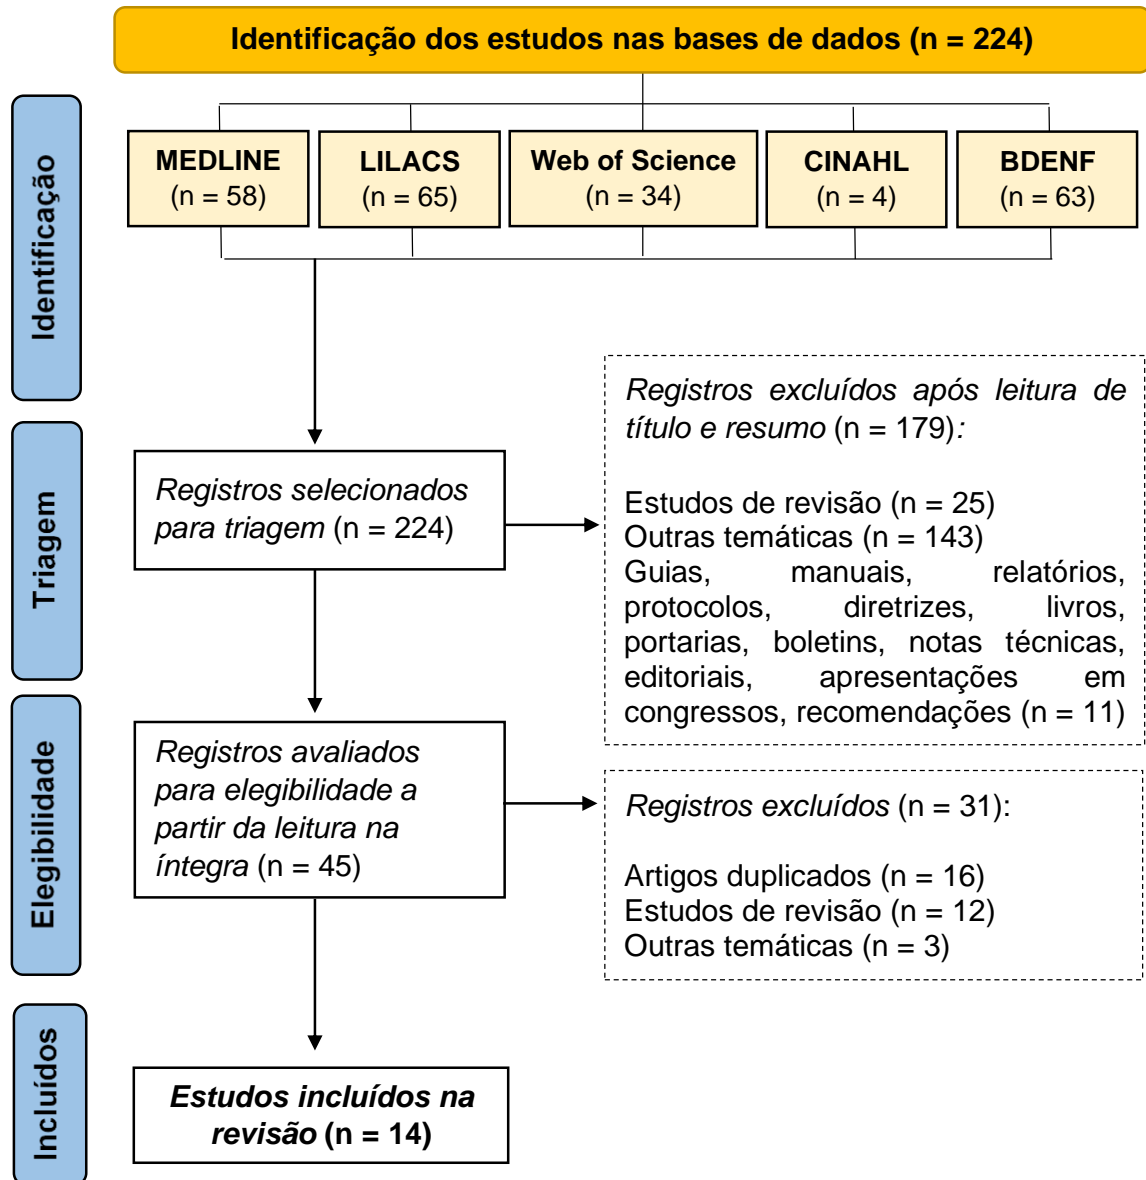 Identificação dos estudos nas bases de dados (n = 224)
Identificação
MEDLINE
(n = 58)
LILACS
(n = 65)
Web of Science
(n = 34)
CINAHL
(n = 4)
BDENF
(n = 63)
Triagem
Registros selecionados
para triagem (n = 224)
Registros excluídos após leitura de
título e resumo (n = 179):
Estudos de revisão (n = 25)
Outras temáticas (n = 143)
Guias, manuais, relatórios,
protocolos, diretrizes, livros,
portarias, boletins, notas técnicas,
editoriais, apresentações em
congressos, recomendações (n = 11)
Elegibilidade
Registros avaliados
para elegibilidade a
partir da leitura na
íntegra (n = 45)
Registros excluídos (n = 31):
Artigos duplicados (n = 16)
Estudos de revisão (n = 12)
Outras temáticas (n = 3)
Incluídos
Estudos incluídos na
revisão (n = 14)